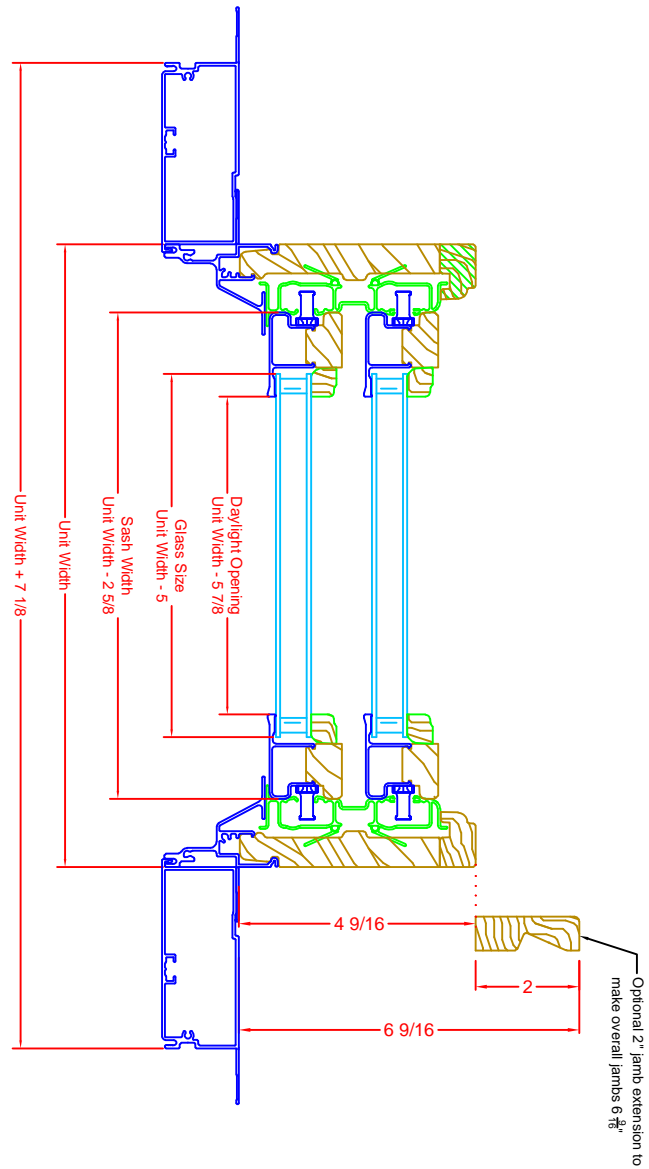 Optional 2" jamb extension to
make overall jambs 6 9/16"
4 9/16
2
6 9/16
Daylight Opening
Unit Width - 5 7/8
Glass Size
Unit Width - 5
Sash Width
Unit Width - 2 5/8
Unit Width
Unit Width + 7 1/8